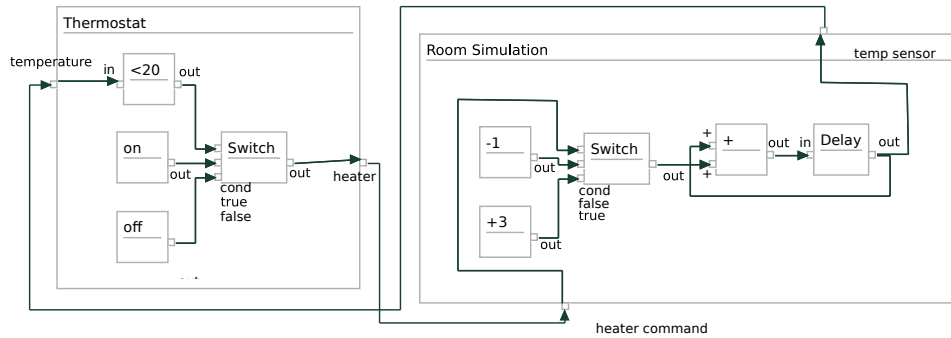 Thermostat
temperature
in
<20
out
on
out
Switch
out
heater
cond
true
false
off
Room Simulation
temp sensor
-1
out
Switch
out
cond
false
true
+3
out
+
+
+
out
in
Delay
out
heater command